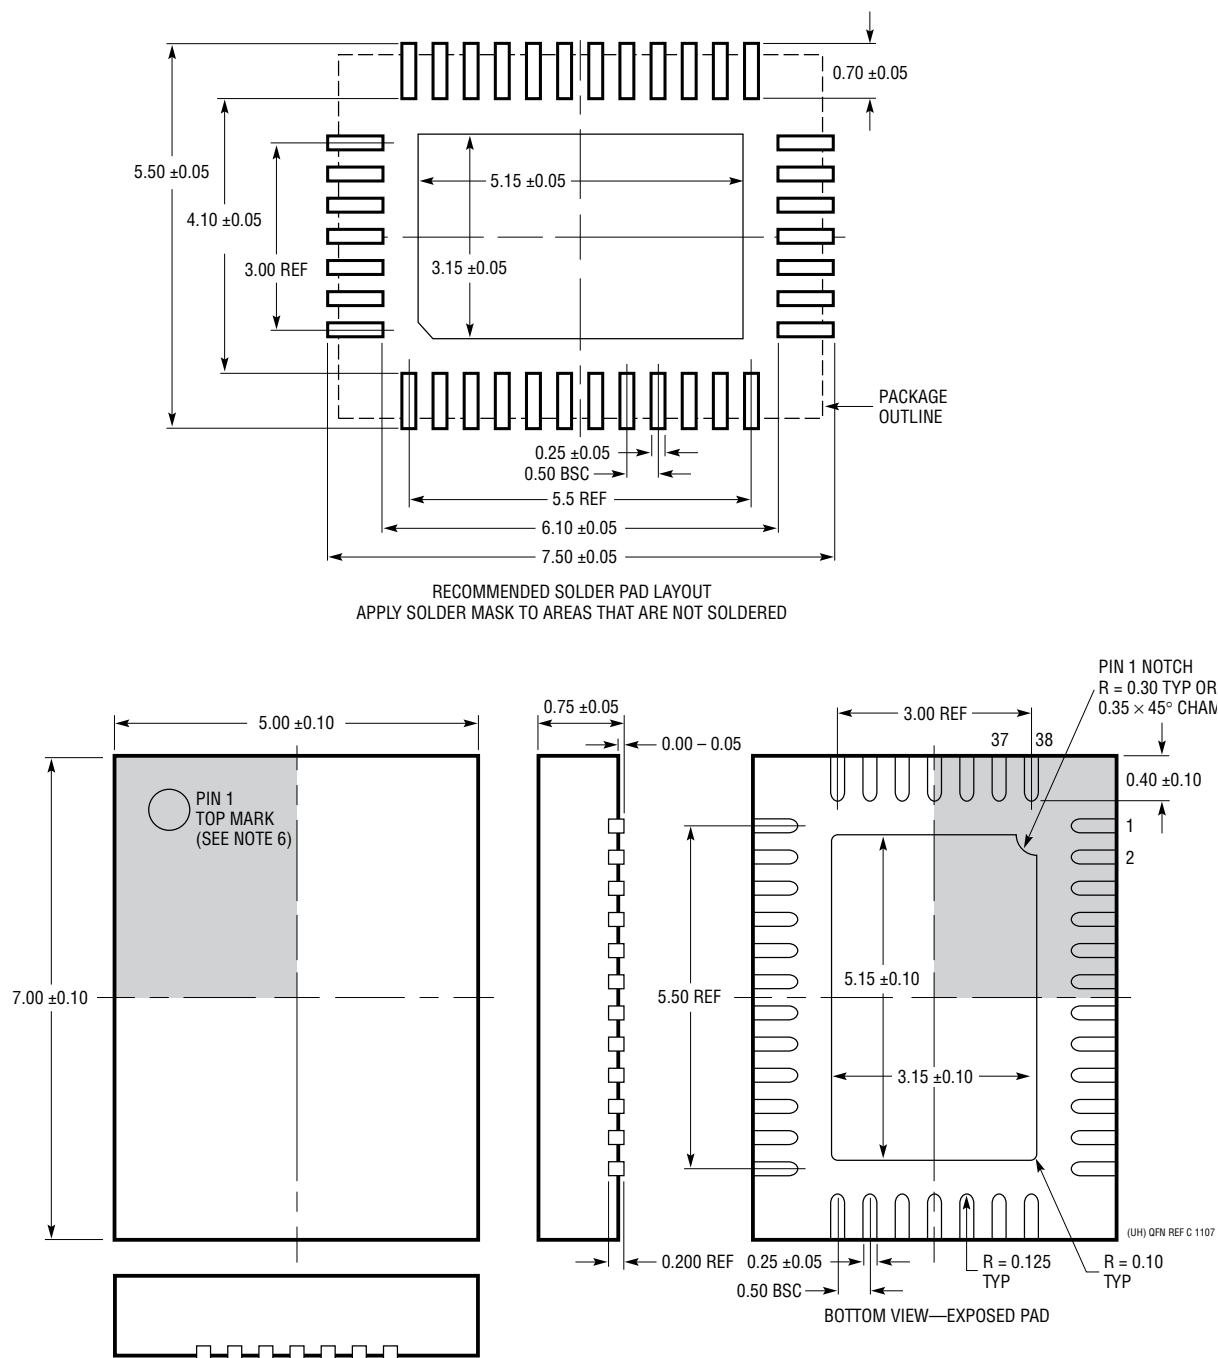 0.70 ±0.05
5.50 ±0.05
5.15 ±0.05
4.10 ±0.05
3.00 REF
3.15 ±0.05
PACKAGE
OUTLINE
0.25 ±0.05
0.50 BSC
5.5 REF
6.10 ±0.05
7.50 ±0.05
RECOMMENDED SOLDER PAD LAYOUT
APPLY SOLDER MASK TO AREAS THAT ARE NOT SOLDERED
PIN 1 NOTCH
R = 0.30 TYP OR
0.35 × 45° CHAM
5.00 ±0.10
0.75 ±0.05
3.00 REF
0.00 – 0.05
37
38
0.40 ±0.10
PIN 1
TOP MARK
(SEE NOTE 6)
1
2
7.00 ±0.10
5.50 REF
5.15 ±0.10
3.15 ±0.10
(UH) QFN REF C 1107
0.200 REF
0.25 ±0.05
0.50 BSC
R = 0.125
TYP
R = 0.10
TYP
BOTTOM VIEW—EXPOSED PAD